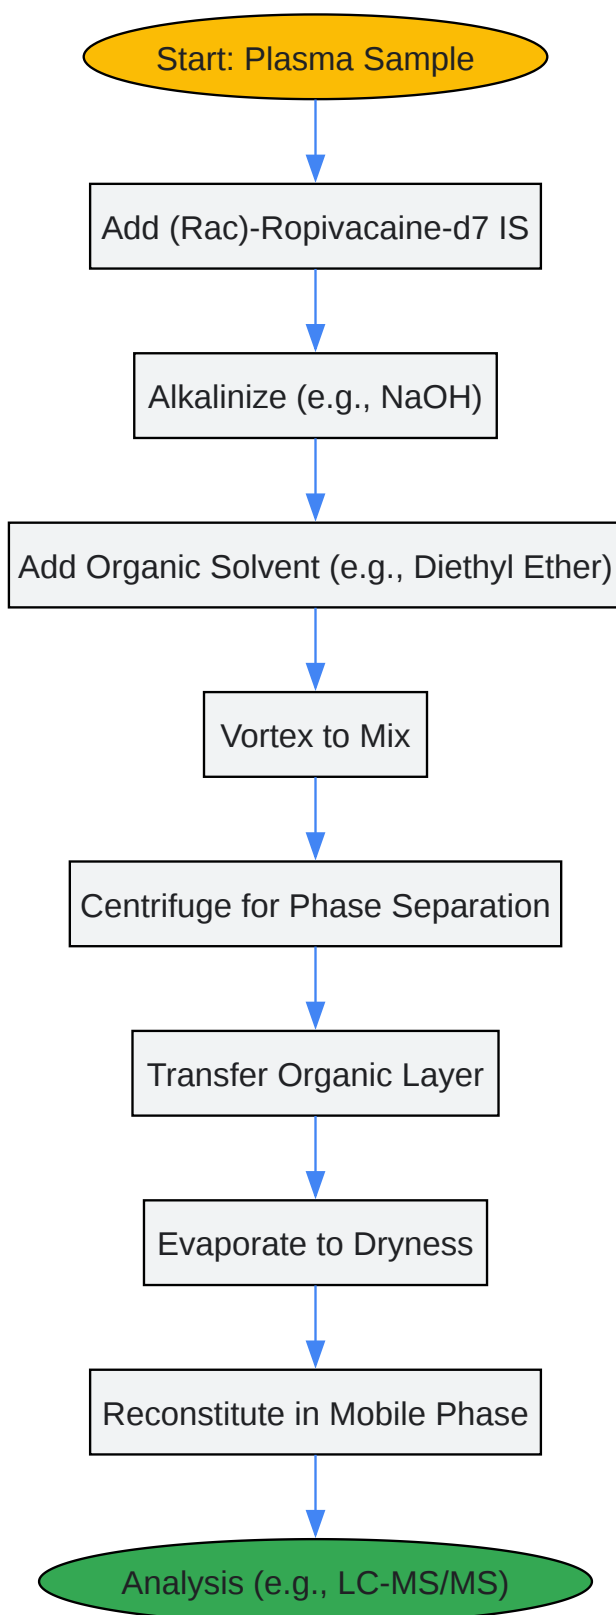 Start: Plasma Sample
Add (Rac)-Ropivacaine-d7 IS
Alkalinize (e.g., NaOH)
Add Organic Solvent (e.g., Diethyl Ether)
Vortex to Mix
Centrifuge for Phase Separation
Transfer Organic Layer
Evaporate to Dryness
Reconstitute in Mobile Phase
Analysis (e.g., LC-MS/MS)